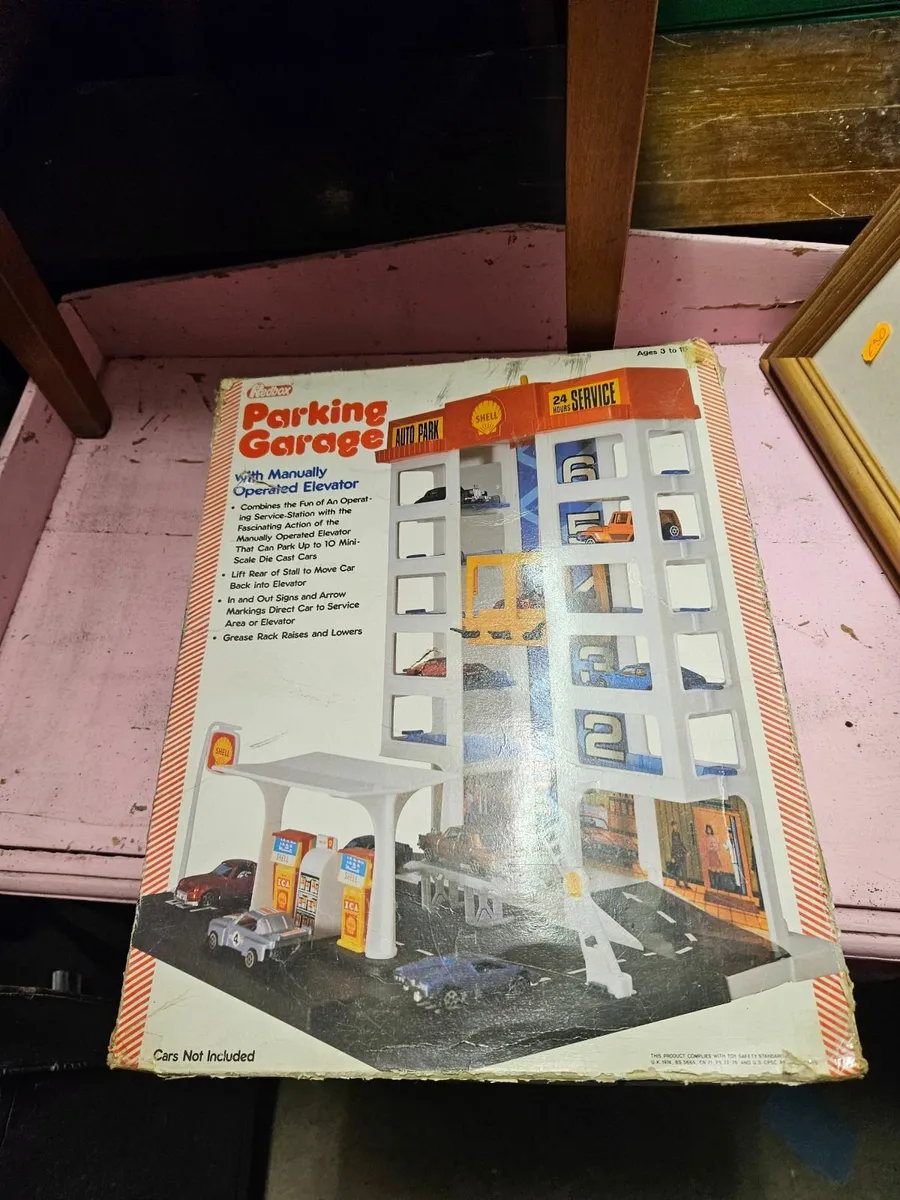 Ages 3 to
Redbox
Parking
Garage
with Manually
Operated Elevator
• Combines the Fun of An Operat-
ing Service-Station with the
Fascinating Action of the
Manually Operated Elevator
That Can Park Up to 10 Mini-
Scale Die Cast Cars
• Lift Rear of Stall to Move Car
Back into Elevator
• In and Out Signs and Arrow
Markings Direct Car to Service
Area or Elevator
• Grease Rack Raises and Lowers
AUTO PARK
SHELL
24
HOURS SERVICE
6
5
3
2
SHELL
SHELL
ICA
ICA
4
Cars Not Included
THIS PRODUCT COMPLIES WITH TOY SAFETY STANDARD